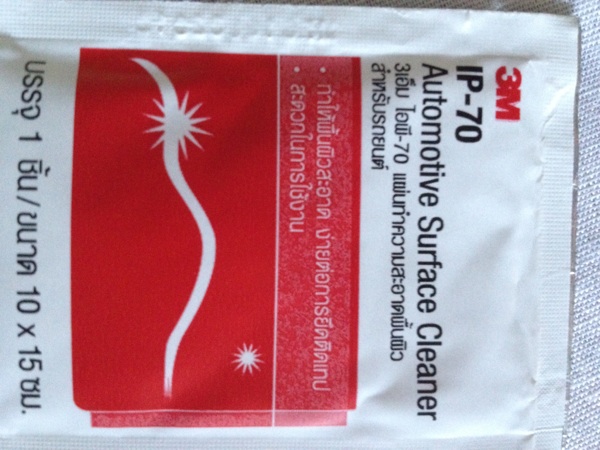 3M
IP-70
Automotive Surface Cleaner
3เอ็ม ไอพี-70 แผ่นทำความสะอาดพื้นผิว
สำหรับรถยนต์
• ทำให้พื้นผิวสะอาด ง่ายต่อการยึดติดเทป
• สะดวกในการใช้งาน
บรรจุ 1 ชิ้น/ขนาด 10 x 15 ซม.